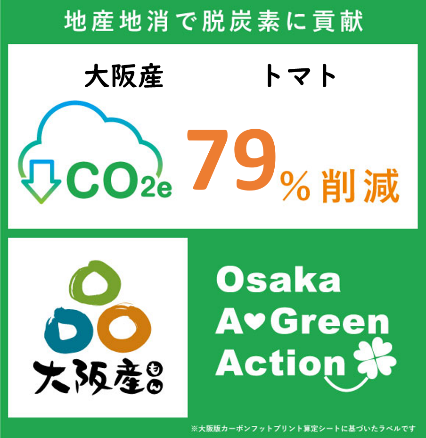 地産地消で脱炭素に貢献
大阪産 トマト
CO2e 79%削減
大阪産もん
Osaka
A♥Green
Action
※大阪版カーボンフットプリント算定シートに基づいたラベルです